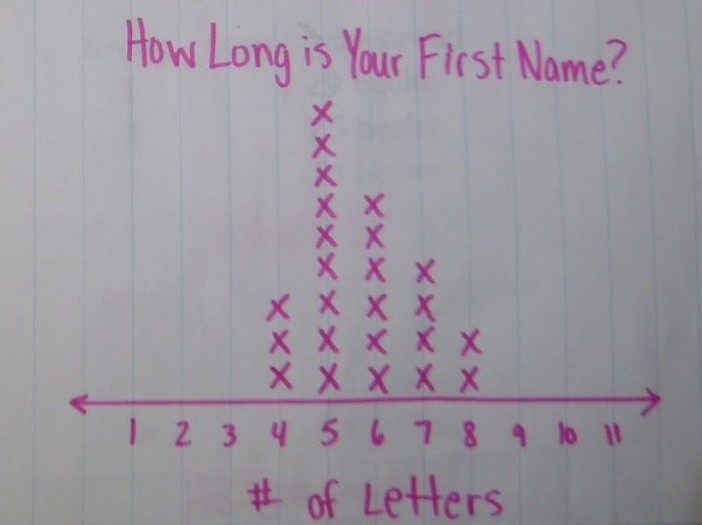 How Long is Your First Name?
X
X
X
X X
X X
X X X
X X X X
X X X X X
X X X X X
1 2 3 4 5 6 7 8 9 10 11
# of Letters